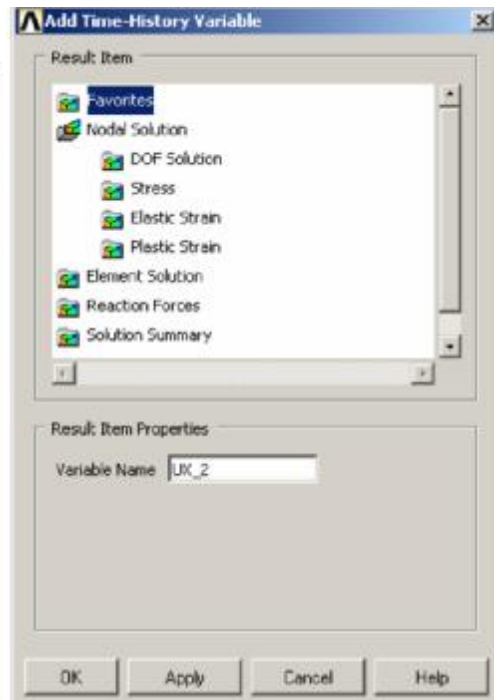 Add Time-History Variable
Result Item
Favorites
Nodal Solution
DOF Solution
Stress
Elastic Strain
Plastic Strain
Element Solution
Reaction Forces
Solution Summary
Result Item Properties
Variable Name UX_2
OK Apply Cancel Help